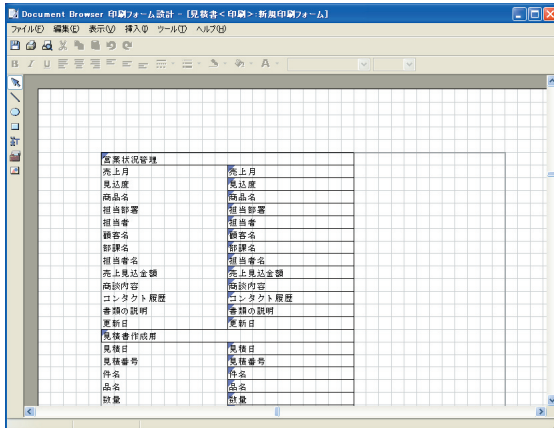 Document Browser 印刷フォーム設計 - [見積書<印刷>:新規印刷フォーム]
ファイル(F) 編集(E) 表示(V) 挿入(I) ツール(T) ヘルプ(H)
B I U A
営業状況管理
売上月 売上月
見込度 見込度
商品名 商品名
担当部署 担当部署
担当者 担当者
顧客名 顧客名
部課名 部課名
担当者名 担当者名
売上見込金額 売上見込金額
商談内容 商談内容
コンタクト履歴 コンタクト履歴
書類の説明 書類の説明
更新日 更新日
見積書作成用
見積日 見積日
見積番号 見積番号
件名 件名
品名 品名
数量 数量